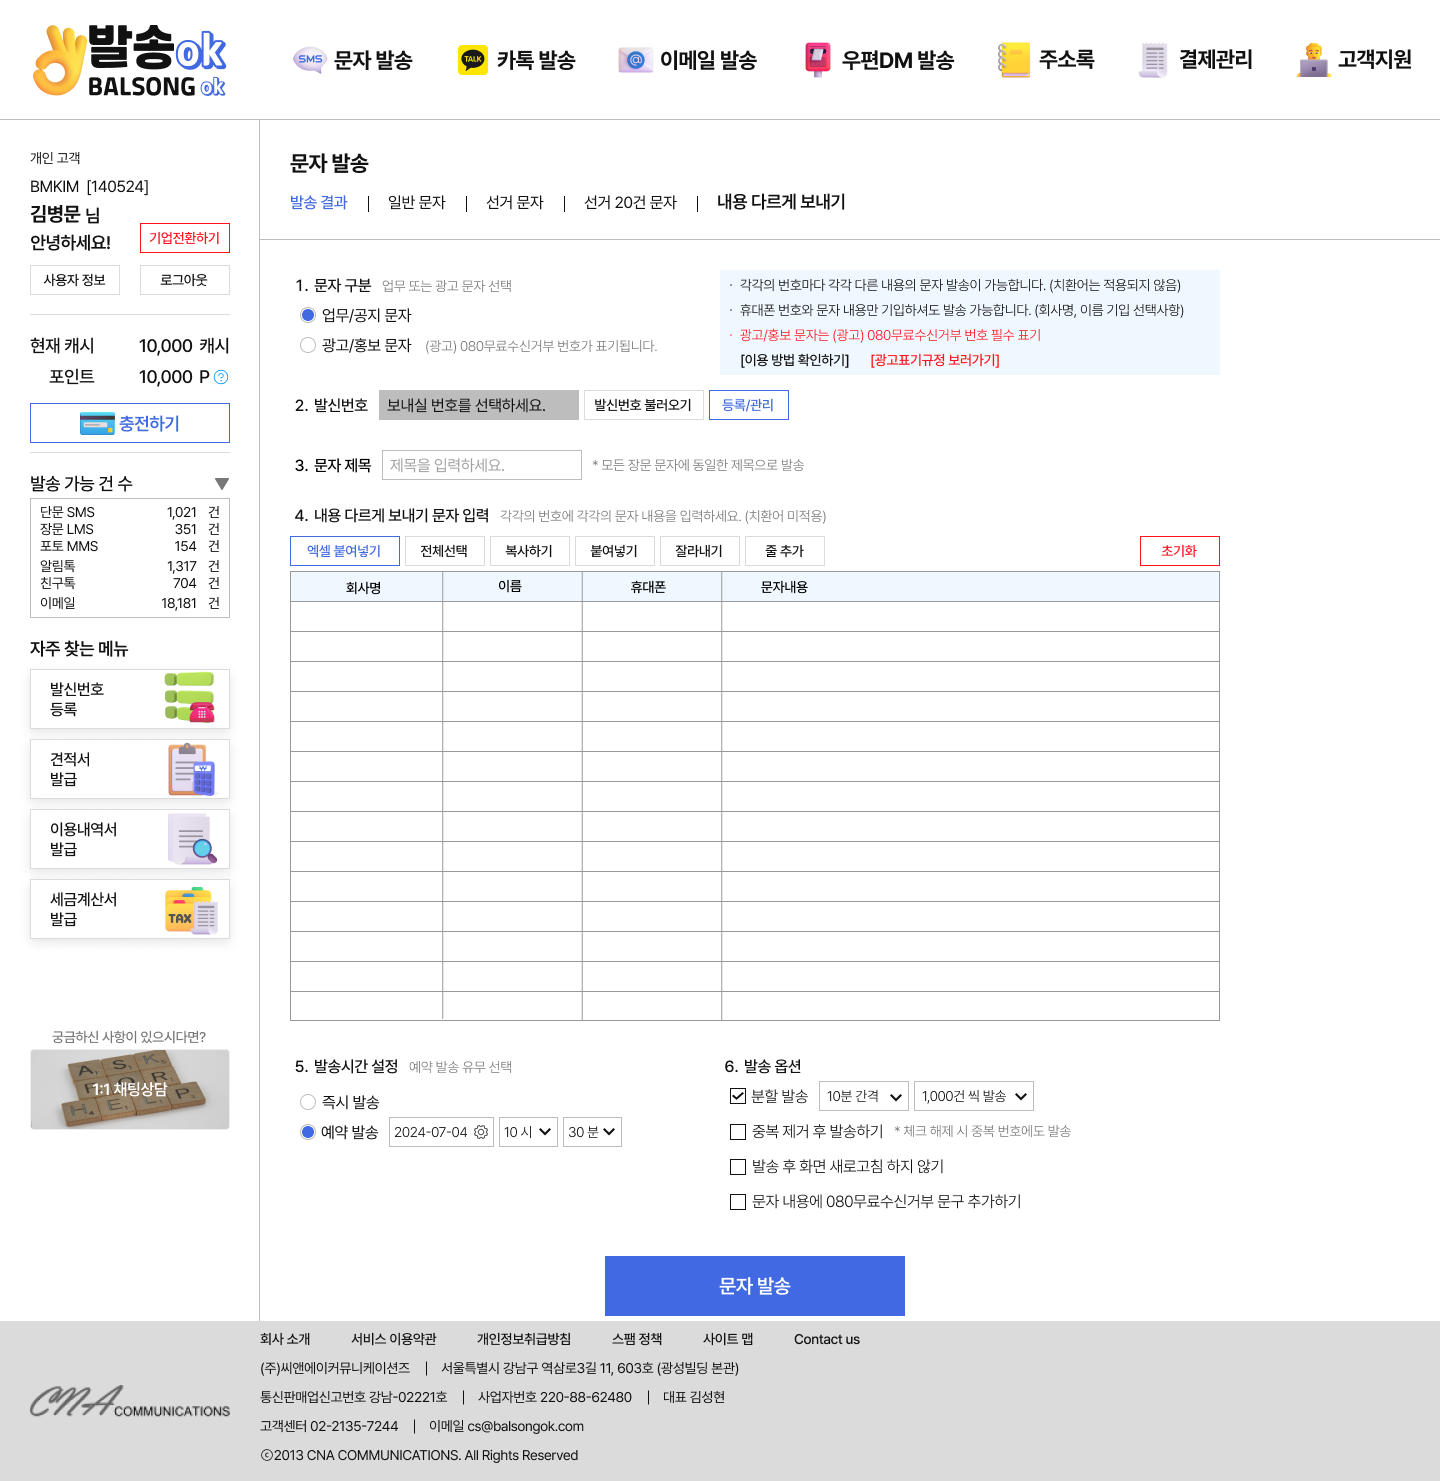 발송ok
BALSONG ok
SMS 문자 발송
TALK 카톡 발송
@ 이메일 발송
우편DM 발송
주소록
결제관리
고객지원
개인 고객
BMKIM [140524]
김병문 님
안녕하세요!
기업전환하기
사용자 정보
로그아웃
현재 캐시 10,000 캐시
포인트 10,000 P ?
충전하기
발송 가능 건 수 ▼
단문 SMS 1,021 건
장문 LMS 351 건
포토 MMS 154 건
알림톡 1,317 건
친구톡 704 건
이메일 18,181 건
자주 찾는 메뉴
발신번호
등록
견적서
발급
이용내역서
발급
세금계산서
발급
TAX
궁금하신 사항이 있으시다면?
ASK
FOR
HELP
1:1 채팅상담
문자 발송
발송 결과 | 일반 문자 | 선거 문자 | 선거 20건 문자 | 내용 다르게 보내기
1. 문자 구분 업무 또는 광고 문자 선택
업무/공지 문자
광고/홍보 문자 (광고) 080무료수신거부 번호가 표기됩니다.
· 각각의 번호마다 각각 다른 내용의 문자 발송이 가능합니다. (치환어는 적용되지 않음)
· 휴대폰 번호와 문자 내용만 기입하셔도 발송 가능합니다. (회사명, 이름 기입 선택사항)
· 광고/홍보 문자는 (광고) 080무료수신거부 번호 필수 표기
[이용 방법 확인하기] [광고표기규정 보러가기]
2. 발신번호 보내실 번호를 선택하세요. 발신번호 불러오기 등록/관리
3. 문자 제목 제목을 입력하세요. * 모든 장문 문자에 동일한 제목으로 발송
4. 내용 다르게 보내기 문자 입력 각각의 번호에 각각의 문자 내용을 입력하세요. (치환어 미적용)
엑셀 붙여넣기 전체선택 복사하기 붙여넣기 잘라내기 줄 추가 초기화
회사명 이름 휴대폰 문자내용
5. 발송시간 설정 예약 발송 유무 선택
즉시 발송
예약 발송 2024-07-04 10 시 30 분
6. 발송 옵션
분할 발송 10분 간격 1,000건 씩 발송
중복 제거 후 발송하기 * 체크 해제 시 중복 번호에도 발송
발송 후 화면 새로고침 하지 않기
문자 내용에 080무료수신거부 문구 추가하기
문자 발송
회사 소개 서비스 이용약관 개인정보취급방침 스팸 정책 사이트 맵 Contact us
(주)씨앤에이커뮤니케이션즈 | 서울특별시 강남구 역삼로3길 11, 603호 (광성빌딩 본관)
통신판매업신고번호 강남-02221호 | 사업자번호 220-88-62480 | 대표 김성현
고객센터 02-2135-7244 | 이메일 cs@balsongok.com
ⓒ2013 CNA COMMUNICATIONS. All Rights Reserved
CNA COMMUNICATIONS